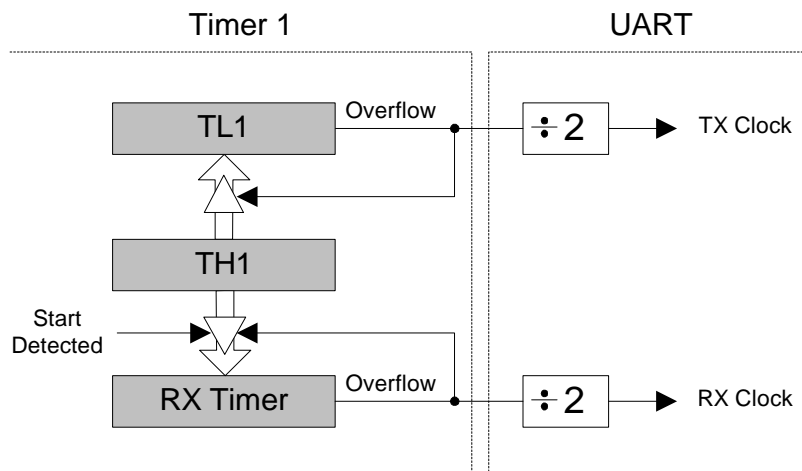 Timer 1
UART
TL1
Overflow
÷ 2
TX Clock
TH1
Start
Detected
RX Timer
Overflow
÷ 2
RX Clock